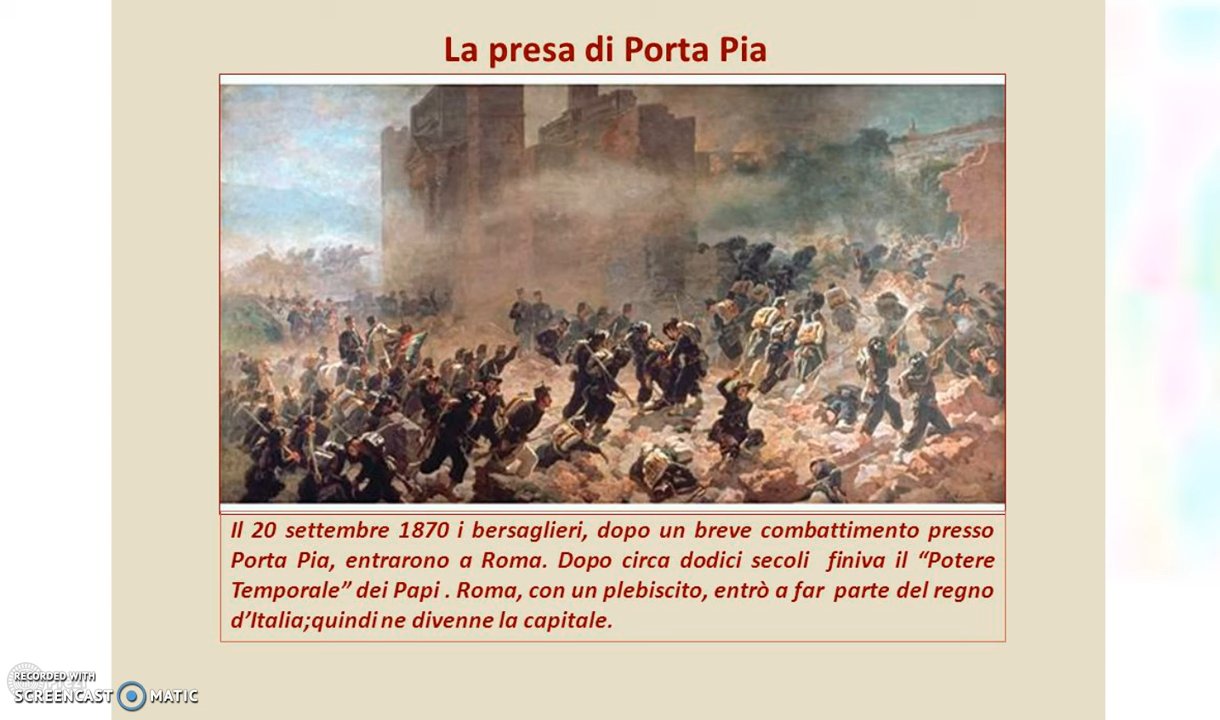 La presa di Porta Pia
Il 20 settembre 1870 i bersaglieri, dopo un breve combattimento presso
Porta Pia, entrarono a Roma. Dopo circa dodici secoli finiva il “Potere
Temporale” dei Papi . Roma, con un plebiscito, entrò a far parte del regno
d’Italia;quindi ne divenne la capitale.
RECORDED WITH
SCREENCAST MATIC